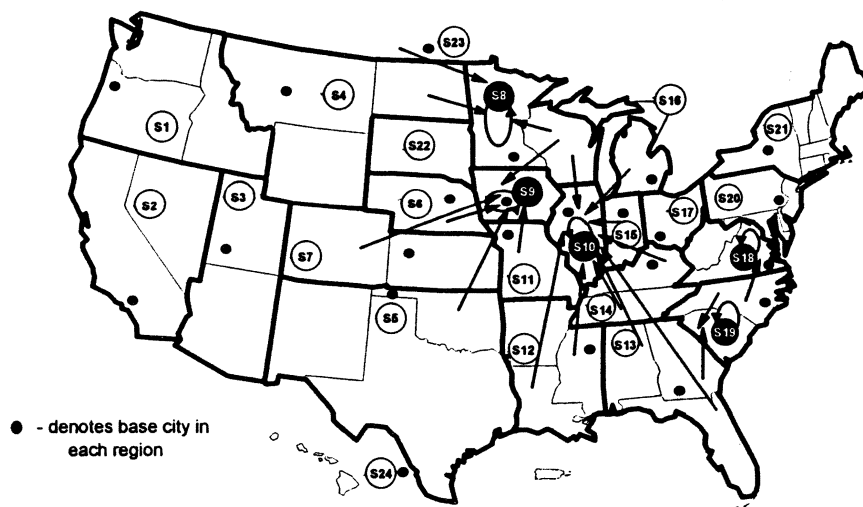 S23
S8
S16
S4
S1
S21
S22
S9
S20
S2
S3
S6
S17
S15
S10
S18
S7
S11
S14
S5
S19
S12
S13
● - denotes base city in
each region
S24